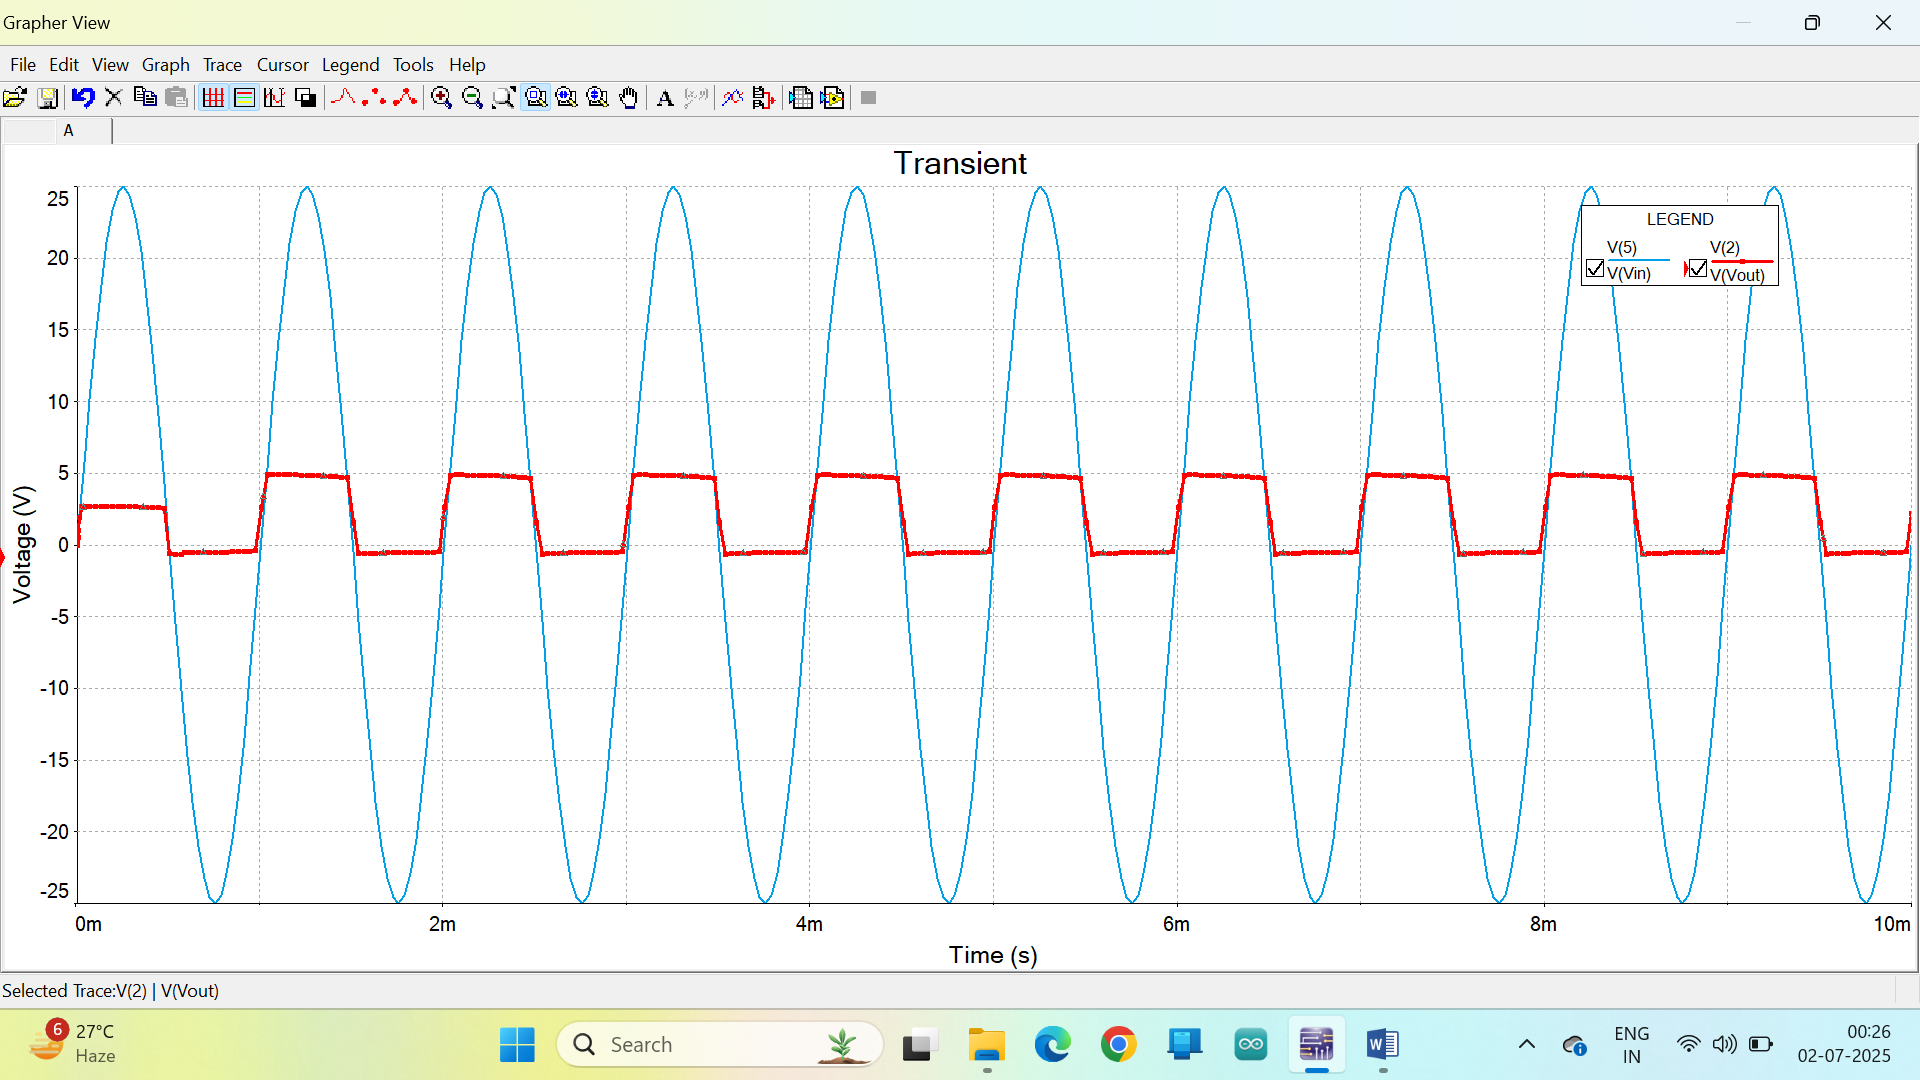 Grapher View
File Edit View Graph Trace Cursor Legend Tools Help
A
Transient
LEGEND
V(5) V(2)
V(Vin) V(Vout)
25
20
15
10
5
0
-5
-10
-15
-20
-25
Voltage (V)
0m 2m 4m 6m 8m 10m
Time (s)
Selected Trace:V(2) | V(Vout)
6
27°C
Haze
Search
ENG
IN
00:26
02-07-2025